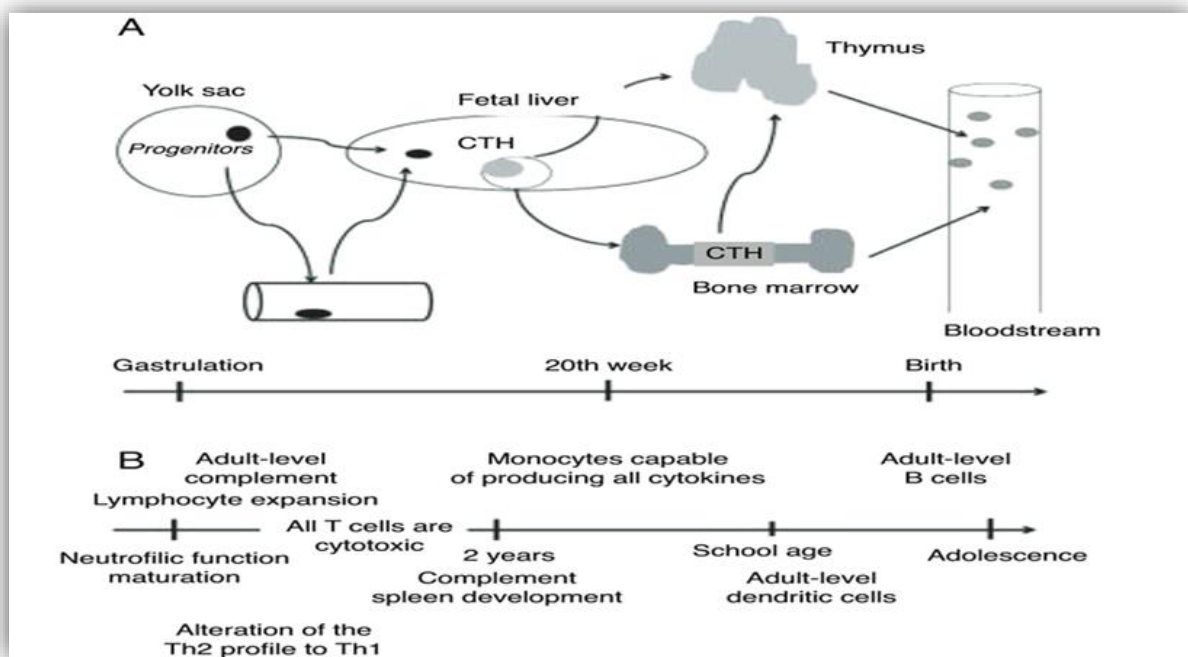 A
Yolk sac
Progenitors
Fetal liver
CTH
Thymus
CTH
Bone marrow
Bloodstream
Gastrulation
20th week
Birth
B
Adult-level
complement
Lymphocyte expansion
Monocytes capable
of producing all cytokines
Adult-level
B cells
All T cells are
cytotoxic
Neutrofilic function
maturation
2 years
Complement
spleen development
School age
Adult-level
dendritic cells
Adolescence
Alteration of the
Th2 profile to Th1